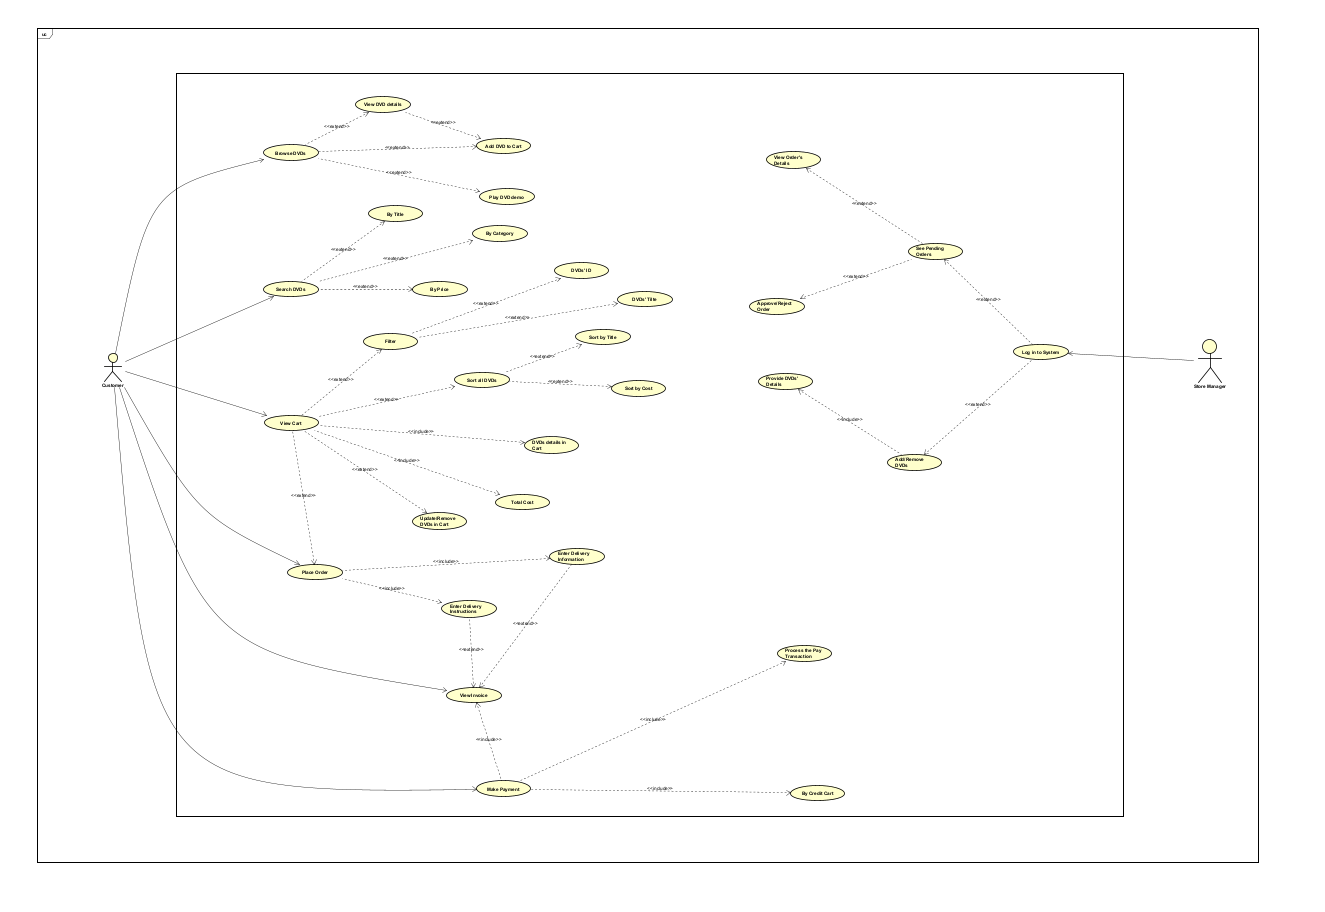 uc
View DVD details
<<extend>>
<<extend>>
Add DVD to Cart
<<extend>>
Browse DVDs
<<extend>>
Play DVD demo
View Order's
Details
<<extend>>
By Title
<<extend>>
By Category
<<extend>>
See Pending
Orders
<<extend>>
DVDs' ID
Search DVDs
<<extend>>
By Price
<<extend>>
DVDs' Title
<<extend>>
Approve/Reject
Order
<<extend>>
Filter
Sort by Title
<<extend>>
Log in to System
Customer
Store Manager
<<extend>>
Sort all DVDs
<<extend>>
Sort by Cost
Provide DVDs'
Details
<<extend>>
<<extend>>
View Cart
<<include>>
<<include>>
DVDs details in
Cart
<<include>>
<<extend>>
Add/Remove
DVDs
<<extend>>
Total Cost
Update/Remove
DVDs in Cart
Enter Delivery
Information
<<include>>
Place Order
<<include>>
Enter Delivery
Instructions
<<extend>>
<<extend>>
Process the Pay
Transaction
View Invoice
<<include>>
<<include>>
Make Payment
<<include>>
By Credit Cart